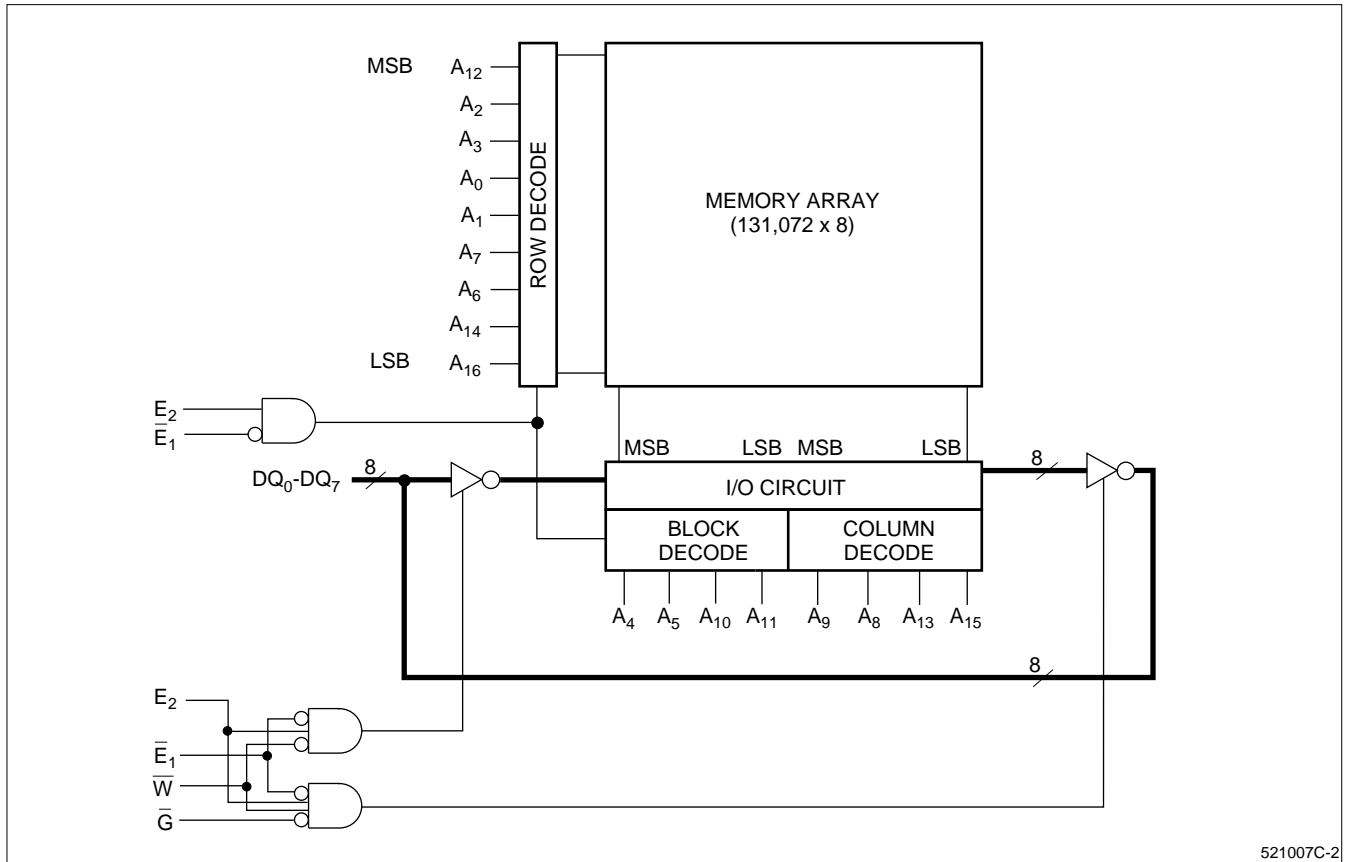 MSB A₁₂
A₂
A₃
A₀
A₁
A₇
A₆
A₁₄
LSB A₁₆
ROW DECODE
MEMORY ARRAY
(131,072 x 8)
E₂
E̅₁
MSB LSB MSB LSB
DQ₀-DQ₇ 8
I/O CIRCUIT
8
BLOCK
DECODE
COLUMN
DECODE
A₄ A₅ A₁₀ A₁₁ A₉ A₈ A₁₃ A₁₅
8
E₂
E̅₁
W̅
G̅
521007C-2